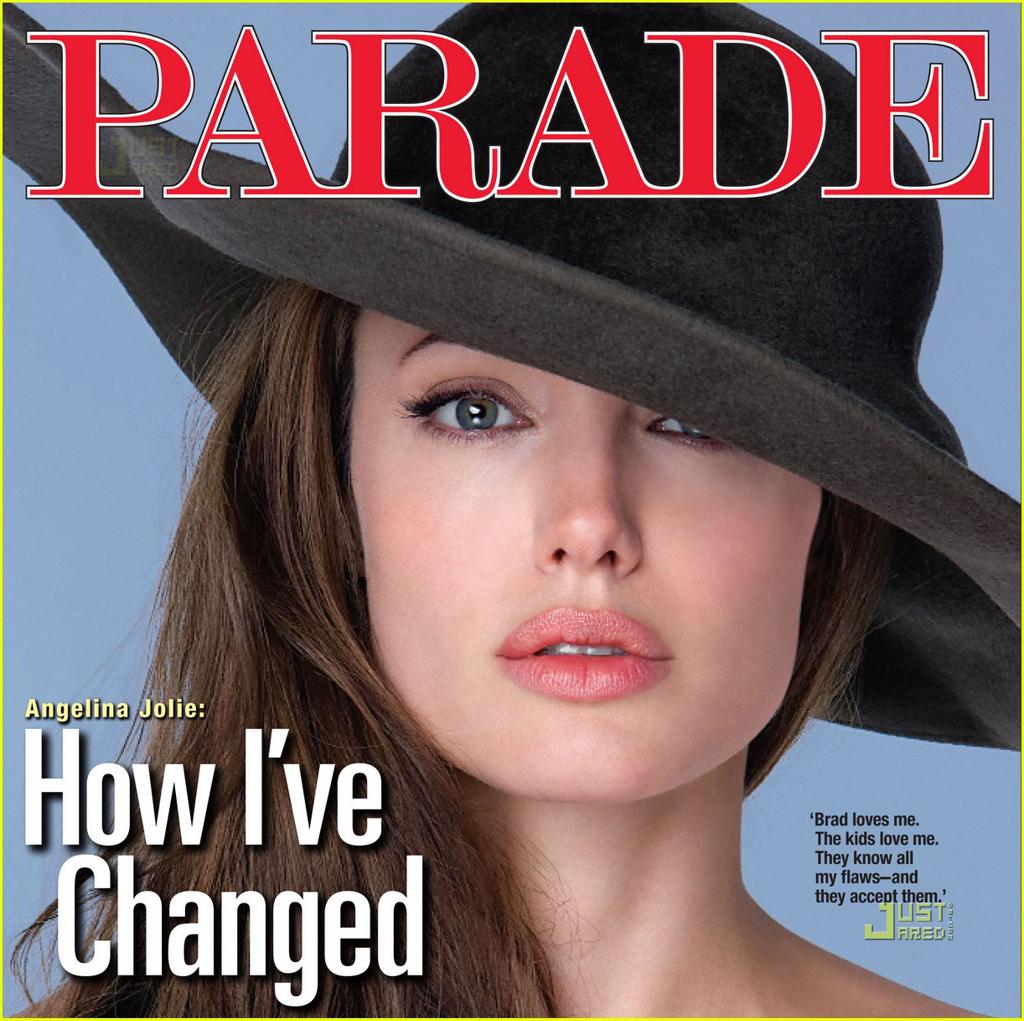 PARADE
Angelina Jolie:
How I've
Changed
'Brad loves me.
The kids love me.
They know all
my flaws—and
they accept them.'
JUST
JARED